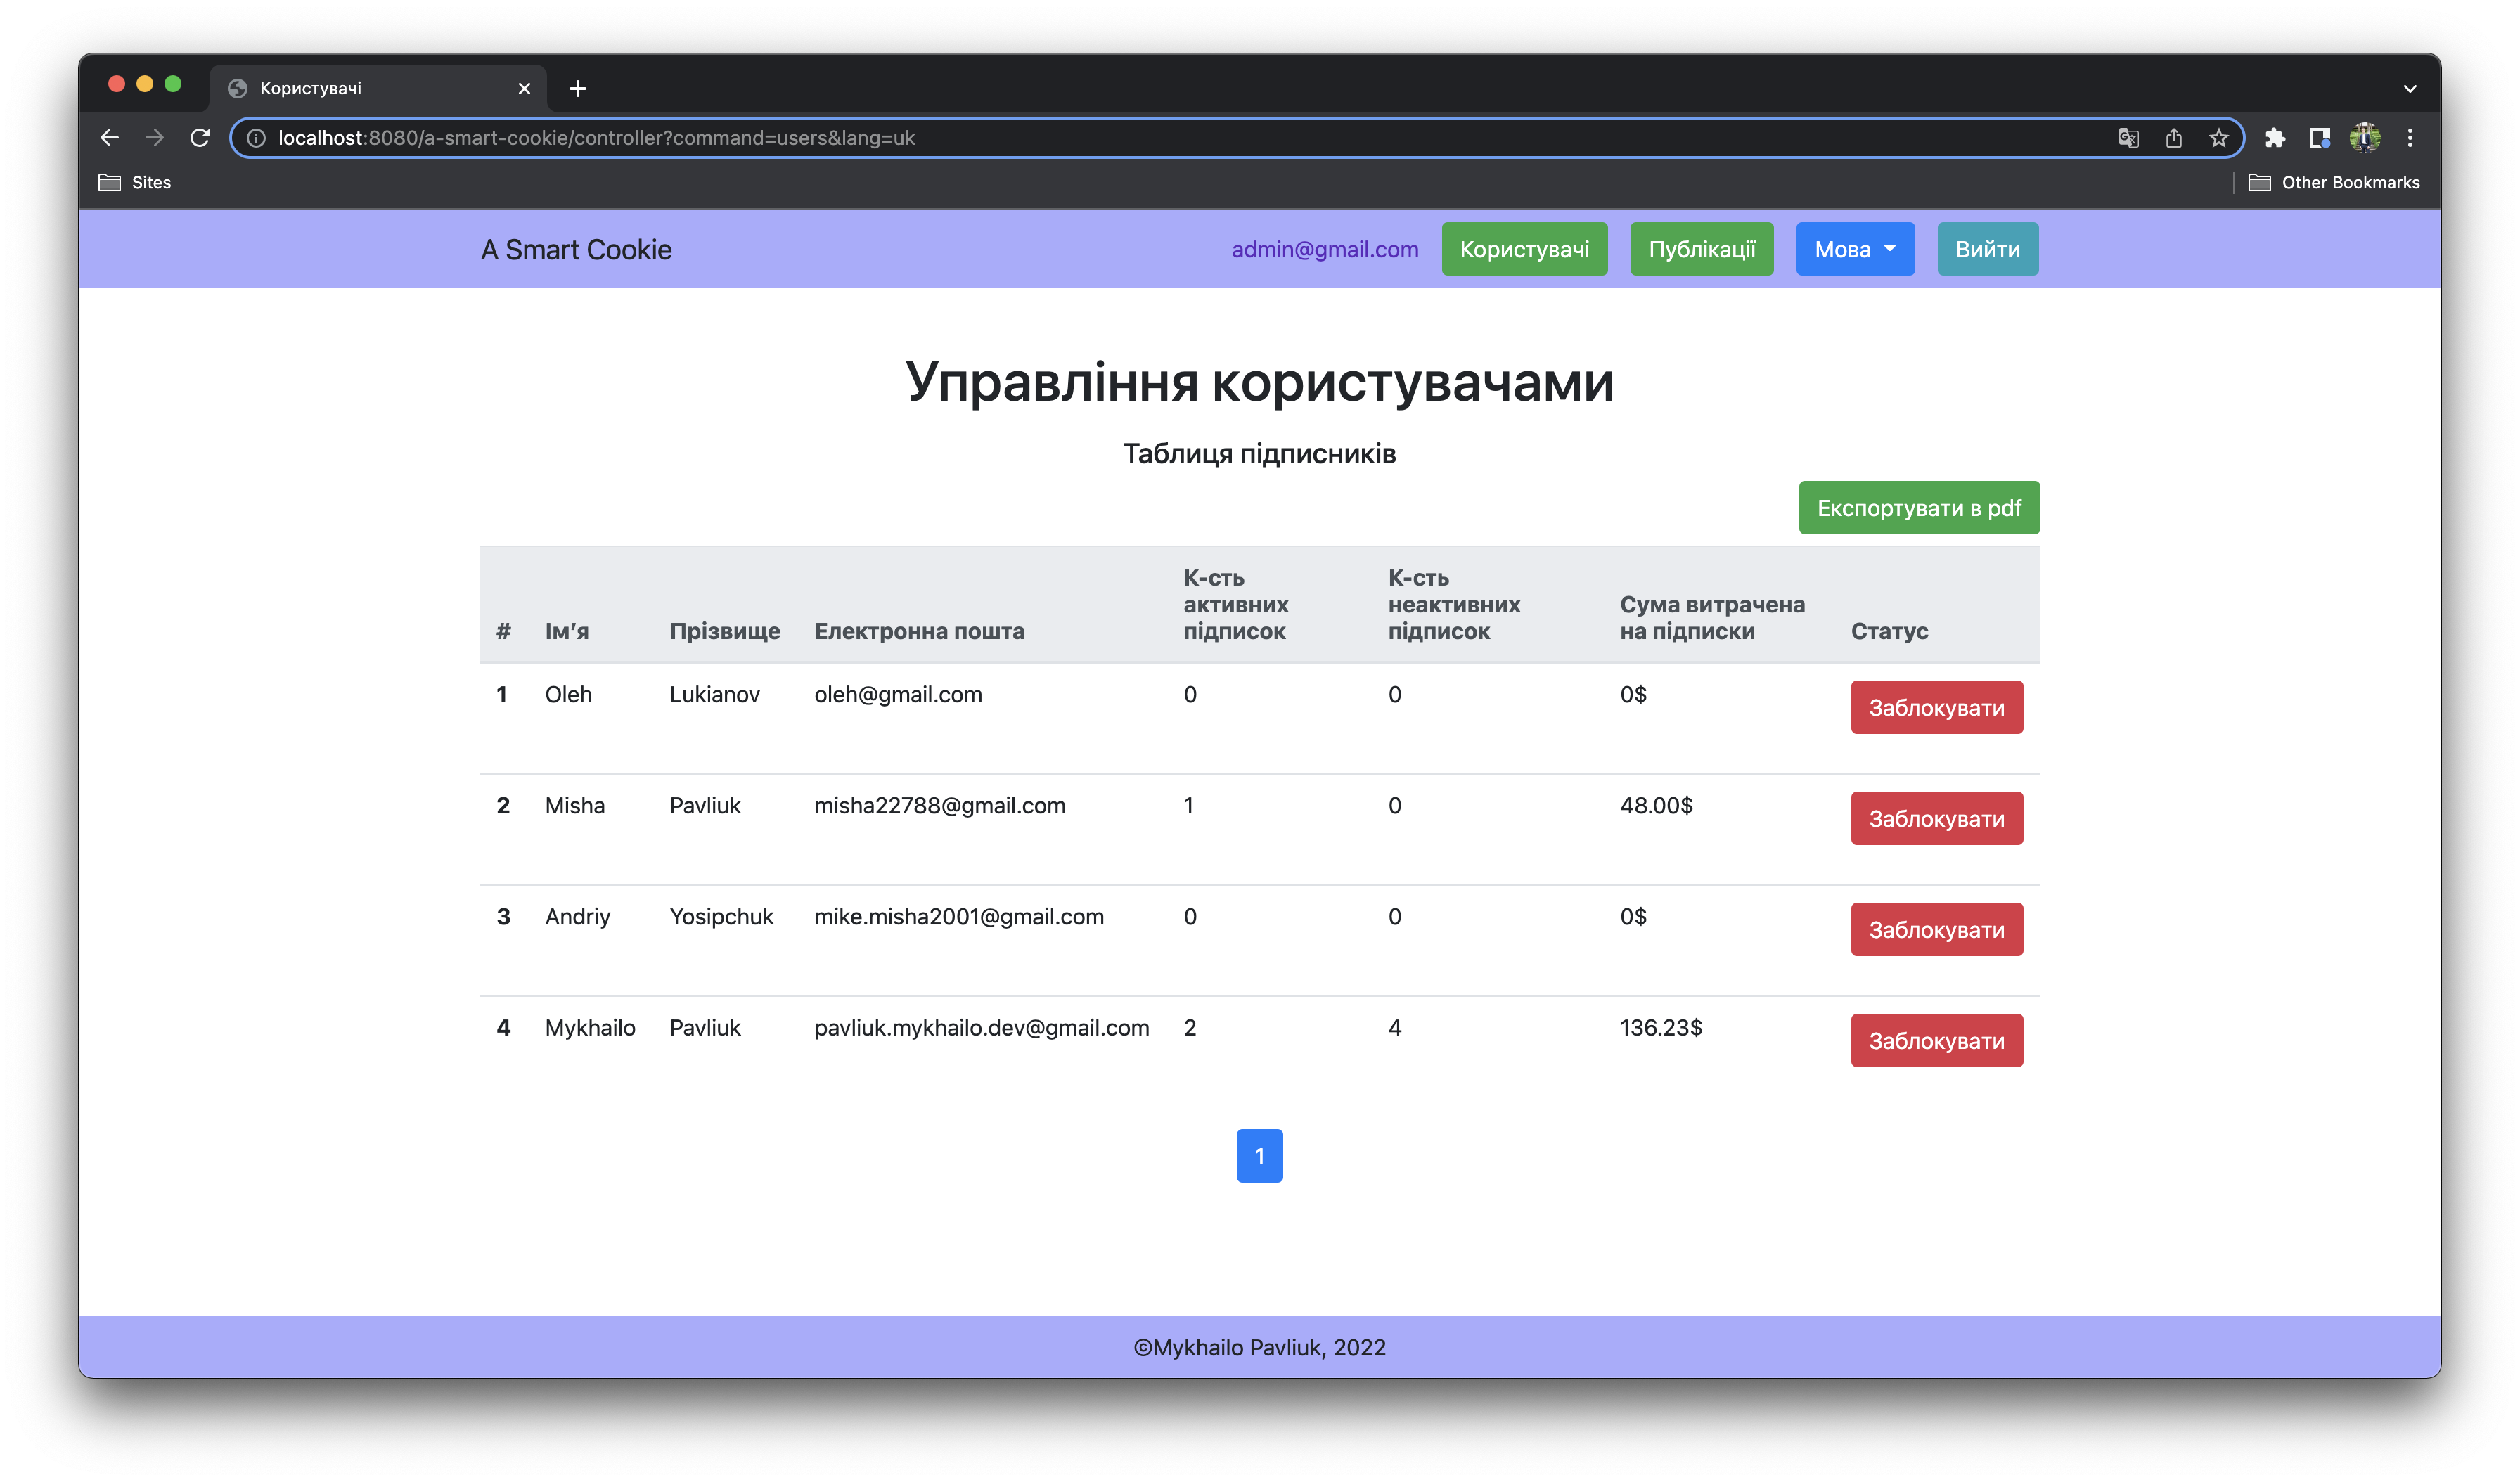 Користувачі
localhost:8080/a-smart-cookie/controller?command=users&lang=uk
Sites
Other Bookmarks
A Smart Cookie
admin@gmail.com
Користувачі
Публікації
Мова
Вийти
Управління користувачами
Таблиця підписників
Експортувати в pdf
#
Ім’я
Прізвище
Електронна пошта
К-сть
активних
підписок
К-сть
неактивних
підписок
Сума витрачена
на підписки
Статус
1 Oleh Lukianov oleh@gmail.com 0 0 0$ Заблокувати
2 Misha Pavliuk misha22788@gmail.com 1 0 48.00$ Заблокувати
3 Andriy Yosipchuk mike.misha2001@gmail.com 0 0 0$ Заблокувати
4 Mykhailo Pavliuk pavliuk.mykhailo.dev@gmail.com 2 4 136.23$ Заблокувати
1
©Mykhailo Pavliuk, 2022